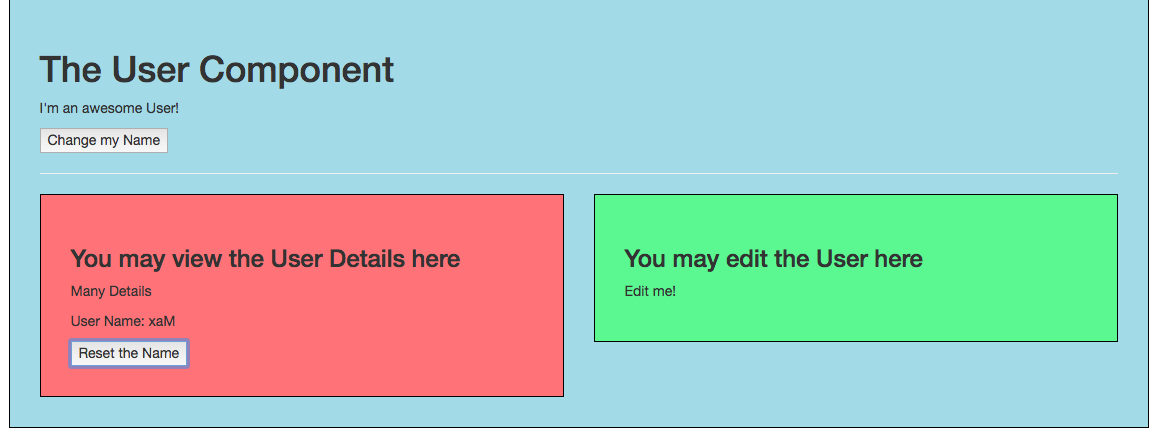 The User Component
I'm an awesome User!
Change my Name
You may view the User Details here
Many Details
User Name: xaM
Reset the Name
You may edit the User here
Edit me!